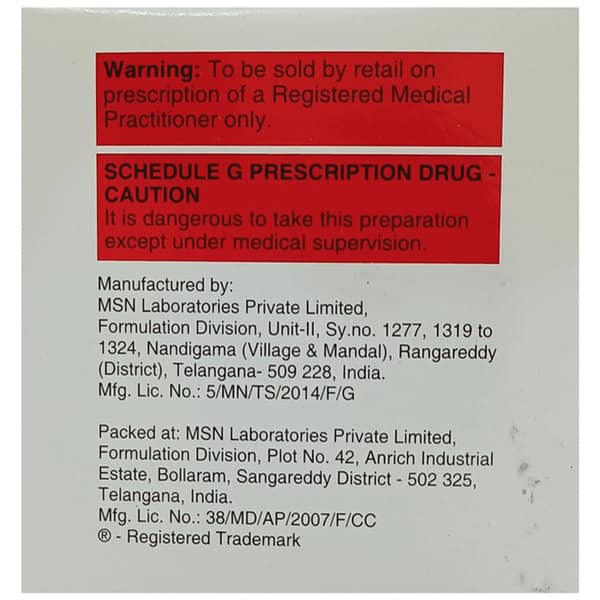 Warning: To be sold by retail on
prescription of a Registered Medical
Practitioner only.
SCHEDULE G PRESCRIPTION DRUG -
CAUTION
It is dangerous to take this preparation
except under medical supervision.
Manufactured by:
MSN Laboratories Private Limited,
Formulation Division, Unit-II, Sy.no. 1277, 1319 to
1324, Nandigama (Village & Mandal), Rangareddy
(District), Telangana- 509 228, India.
Mfg. Lic. No.: 5/MN/TS/2014/F/G
Packed at: MSN Laboratories Private Limited,
Formulation Division, Plot No. 42, Anrich Industrial
Estate, Bollaram, Sangareddy District - 502 325,
Telangana, India.
Mfg. Lic. No.: 38/MD/AP/2007/F/CC
® - Registered Trademark